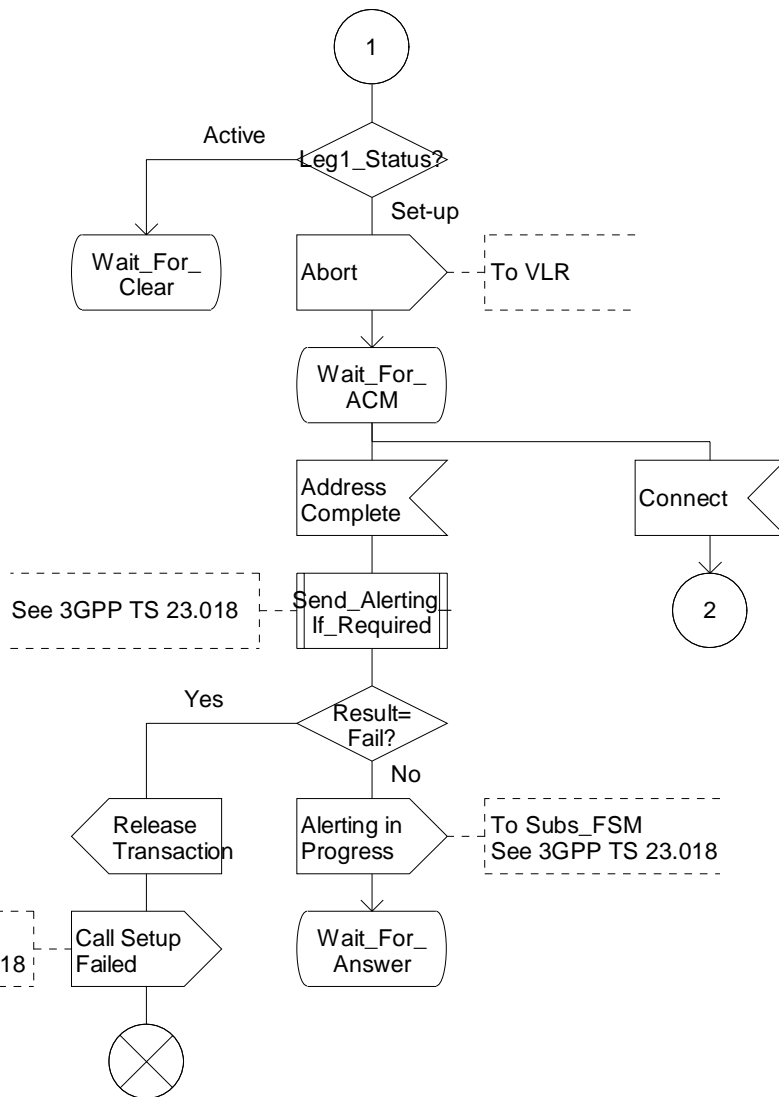 1
Active
Leg1_Status?
Set-up
Wait_For_
Clear
Abort
To VLR
Wait_For_
ACM
Address
Complete
Connect
See 3GPP TS 23.018
Send_Alerting_
If_Required
2
Yes
Result=
Fail?
No
Release
Transaction
Alerting in
Progress
To Subs_FSM
See 3GPP TS 23.018
18
Call Setup
Failed
Wait_For_
Answer